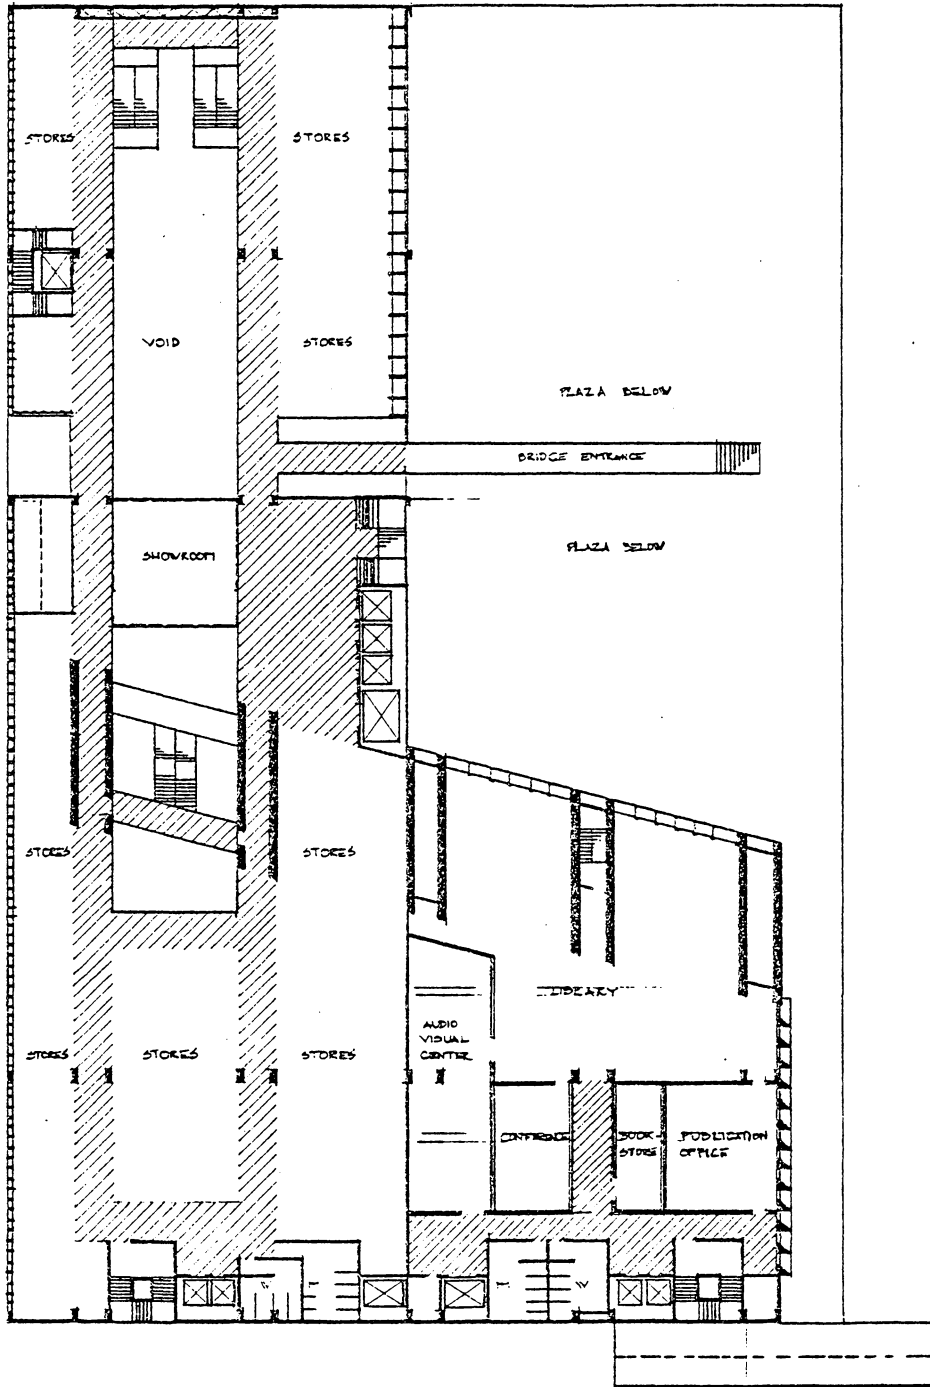 STORES
STORES
VOID
STORES
PLAZA BELOW
BRIDGE ENTRANCE
SHOWROOM
PLAZA BELOW
STORES
STORES
LIBRARY
AUDIO
VISUAL
CENTER
STORES
STORES
STORES
CONFERENCE
BOOK-
STORE
PUBLICATION
OFFICE
W
W